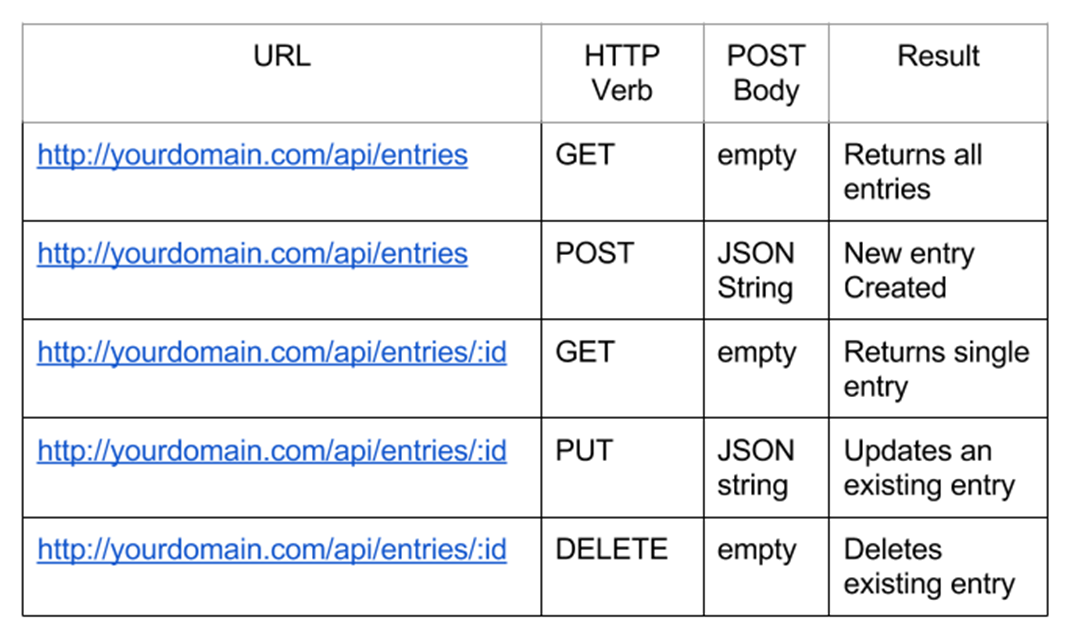 URL HTTP Verb POST Body Result
http://yourdomain.com/api/entries GET empty Returns all entries
http://yourdomain.com/api/entries POST JSON String New entry Created
http://yourdomain.com/api/entries/:id GET empty Returns single entry
http://yourdomain.com/api/entries/:id PUT JSON string Updates an existing entry
http://yourdomain.com/api/entries/:id DELETE empty Deletes existing entry